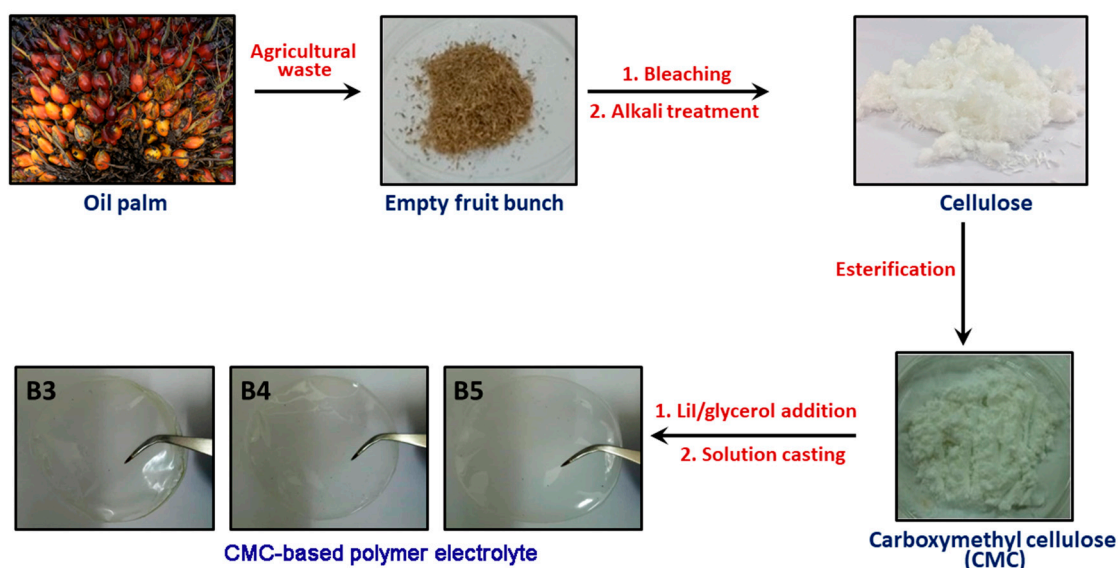 Agricultural
waste
1. Bleaching
2. Alkali treatment
Oil palm
Empty fruit bunch
Cellulose
Esterification
B3
B4
B5
1. LiI/glycerol addition
2. Solution casting
CMC-based polymer electrolyte
Carboxymethyl cellulose
(CMC)